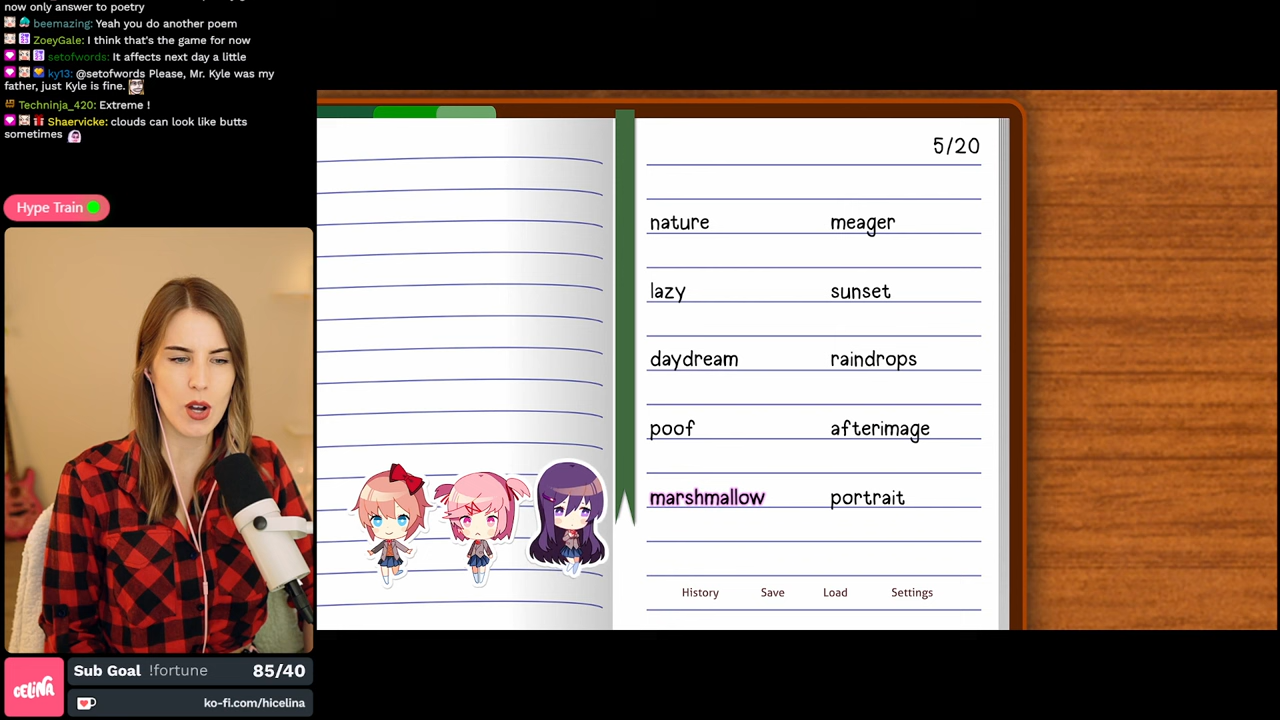 now only answer to poetry
beemazing: Yeah you do another poem
ZoeyGale: I think that's the game for now
setofwords: It affects next day a little
ky13: @setofwords Please, Mr. Kyle was my
father, just Kyle is fine.
Techninja_420: Extreme !
Shaervicke: clouds can look like butts
sometimes
Hype Train
5/20
nature meager
lazy sunset
daydream raindrops
poof afterimage
marshmallow portrait
History Save Load Settings
CELINA
Sub Goal !fortune 85/40
ko-fi.com/hicelina